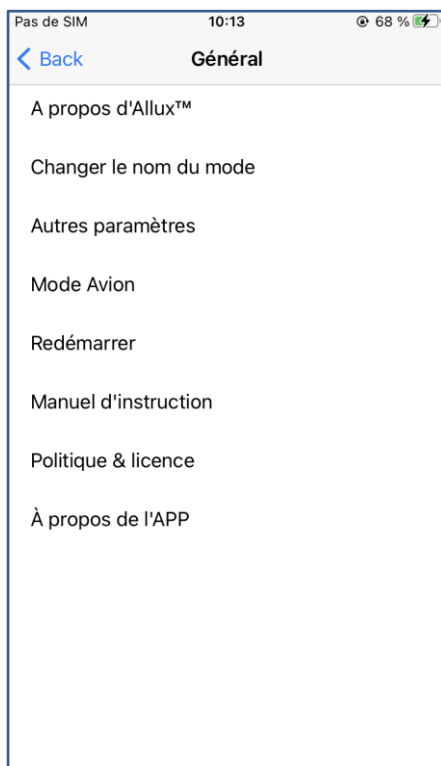 Pas de SIM 10:13 68 %
Back Général
A propos d'Allux™
Changer le nom du mode
Autres paramètres
Mode Avion
Redémarrer
Manuel d'instruction
Politique & licence
À propos de l'APP